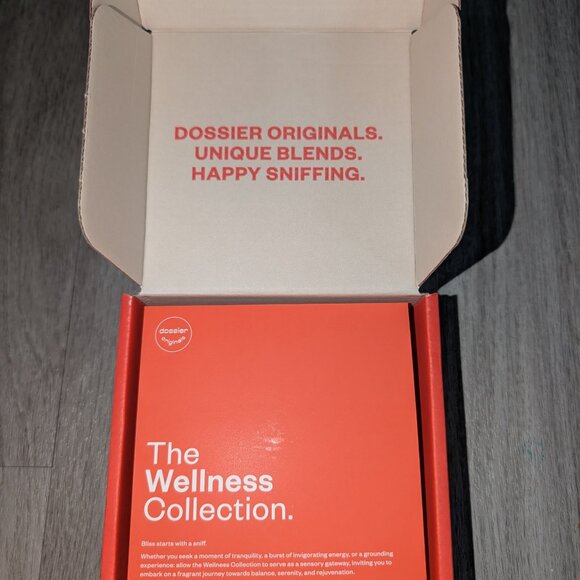 DOSSIER ORIGINALS.
UNIQUE BLENDS.
HAPPY SNIFFING.
dossier
originals
The
Wellness
Collection.
Bliss starts with a sniff.
Whether you seek a moment of tranquility, a burst of invigorating energy, or a grounding
experience: allow the Wellness Collection to serve as a sensory gateway, inviting you to
embark on a fragrant journey towards balance, serenity, and rejuvenation.